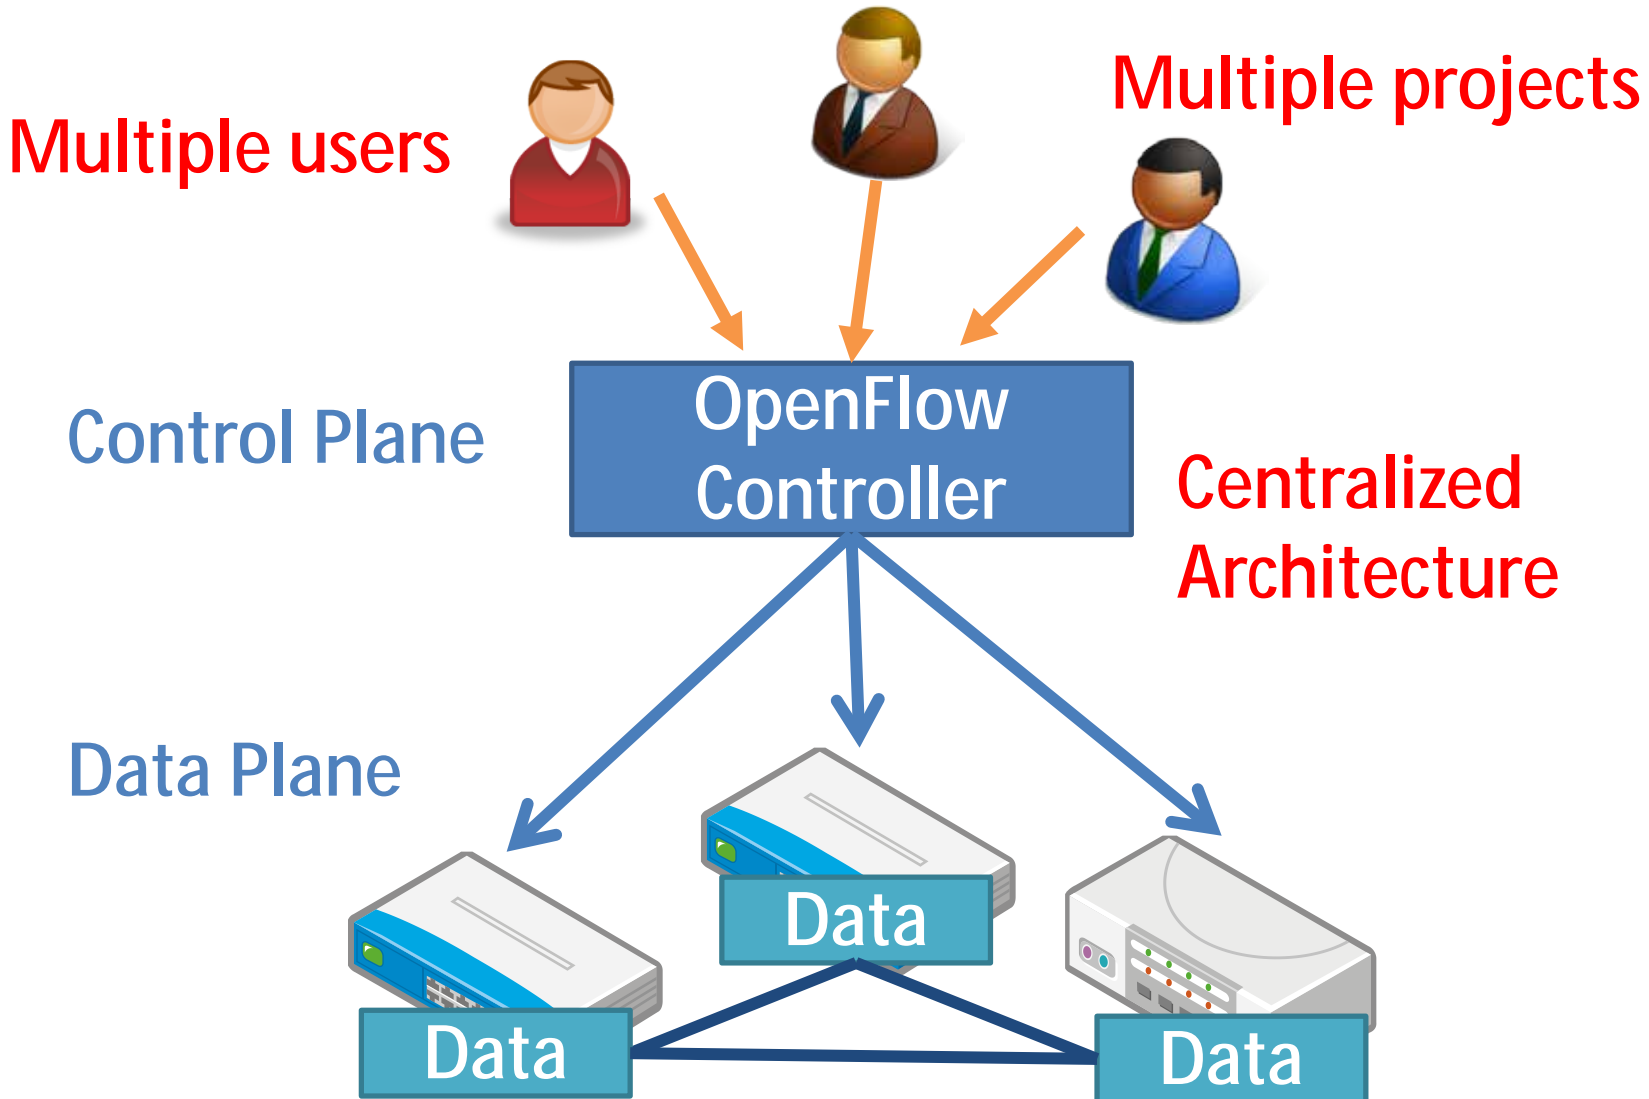 Multiple projects
Multiple users
OpenFlow
Controller
Control Plane
Centralized
Architecture
Data Plane
Data
Data
Data